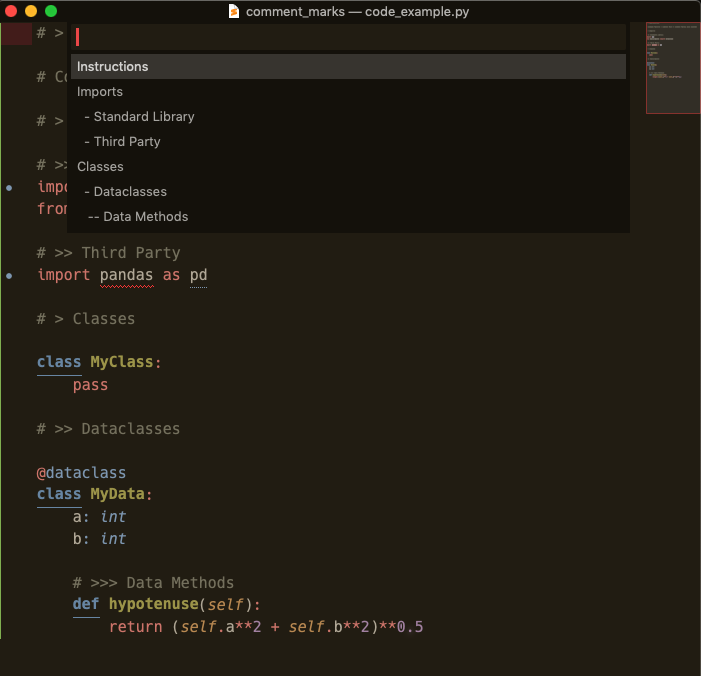 comment_marks — code_example.py
# >
Instructions
# Co
Imports
# >
- Standard Library
- Third Party
# >>
Classes
impo
- Dataclasses
from
-- Data Methods
# >> Third Party
import pandas as pd
# > Classes
class MyClass:
pass
# >> Dataclasses
@dataclass
class MyData:
a: int
b: int
# >>> Data Methods
def hypotenuse(self):
return (self.a**2 + self.b**2)**0.5